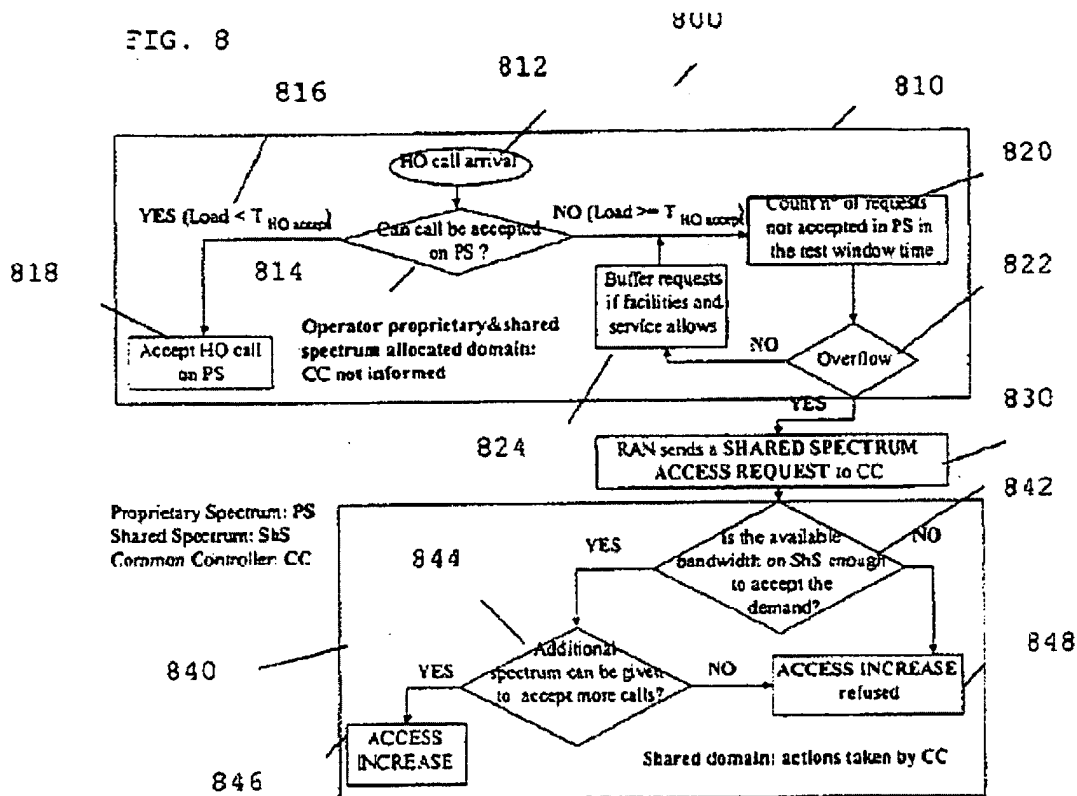 FIG. 8
800
812
816
810
820
HO call arrival
YES (Load < T HO accept)
Can call be accepted
on PS ?
NO (Load >= T HO accept)
Count n° of requests
not accepted in PS in
the test window time
818
814
822
Buffer requests
if facilities and
service allows
Accept HO call
on PS
Operator proprietary&shared
spectrum allocated domain:
CC not informed
NO
Overflow
YES
830
824
RAN sends a SHARED SPECTRUM
ACCESS REQUEST to CC
842
Proprietary Spectrum: PS
Shared Spectrum: ShS
Common Controller: CC
YES
Is the available
bandwidth on ShS enough
to accept the
demand?
NO
844
840
YES
Additional
spectrum can be given
to accept more calls?
NO
ACCESS INCREASE
refused
848
ACCESS
INCREASE
Shared domain: actions taken by CC
846